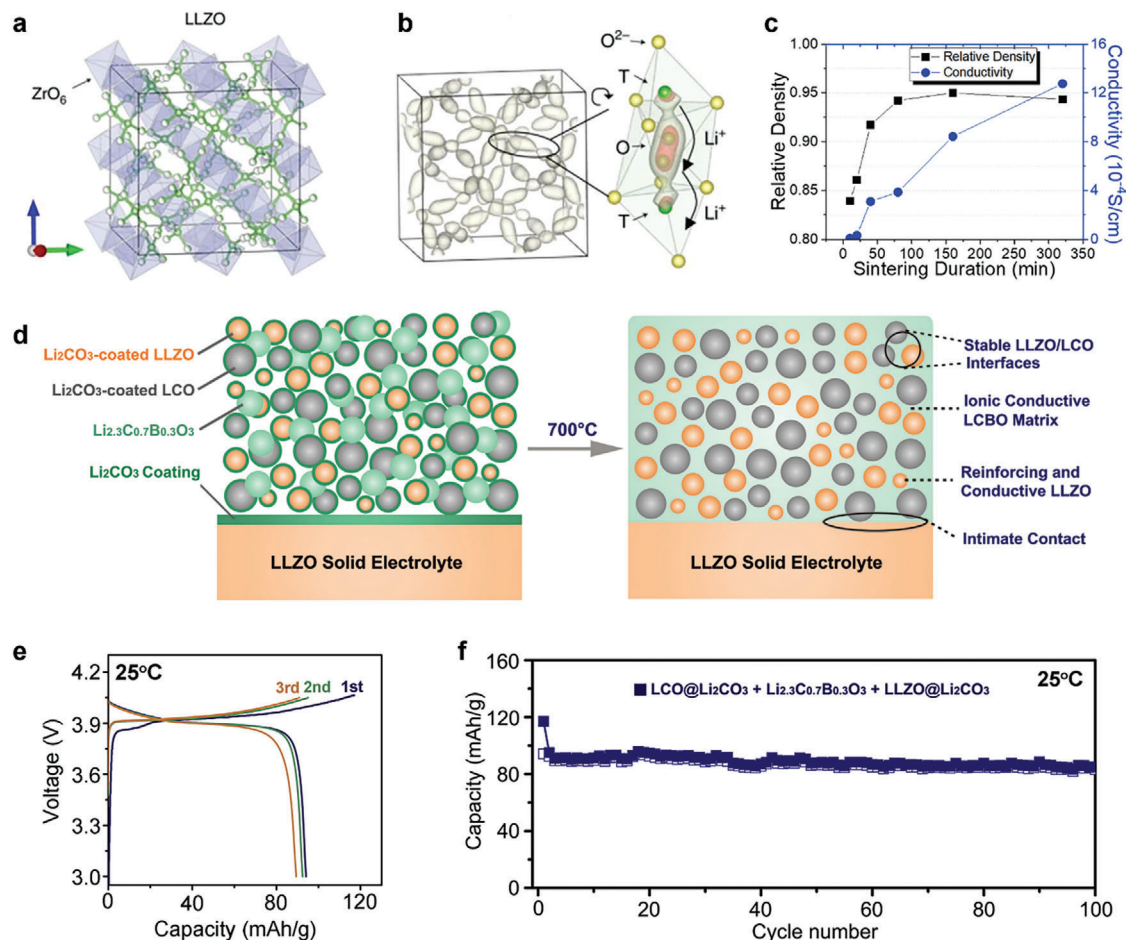 a
LLZO
ZrO₆
b
O²⁻
T
O
T
Li⁺
Li⁺
c
Relative Density
Conductivity
1.00
0.95
0.90
0.85
0.80
Relative Density
16
12
8
4
0
Conductivity (10⁻⁴S/cm)
0 50 100 150 200 250 300 350
Sintering Duration (min)
d
Li₂CO₃-coated LLZO
Li₂CO₃-coated LCO
Li₂.₃C₀.₇B₀.₃O₃
Li₂CO₃ Coating
LLZO Solid Electrolyte
700°C
Stable LLZO/LCO
Interfaces
Ionic Conductive
LCBO Matrix
Reinforcing and
Conductive LLZO
Intimate Contact
LLZO Solid Electrolyte
e
25°C
3rd 2nd 1st
4.2
3.9
3.6
3.3
3.0
Voltage (V)
0 40 80 120
Capacity (mAh/g)
f
LCO@Li₂CO₃ + Li₂.₃C₀.₇B₀.₃O₃ + LLZO@Li₂CO₃
25°C
160
120
80
40
0
Capacity (mAh/g)
0 20 40 60 80 100
Cycle number